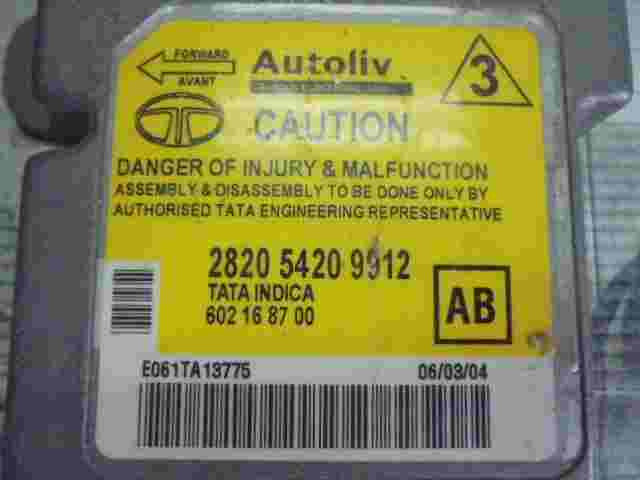 FORWARD
AVANT
Autoliv
3
TATA
CAUTION
DANGER OF INJURY & MALFUNCTION
ASSEMBLY & DISASSEMBLY TO BE DONE ONLY BY
AUTHORISED TATA ENGINEERING REPRESENTATIVE
2820 5420 9912
TATA INDICA
602 16 87 00
AB
E061TA13775
06/03/04